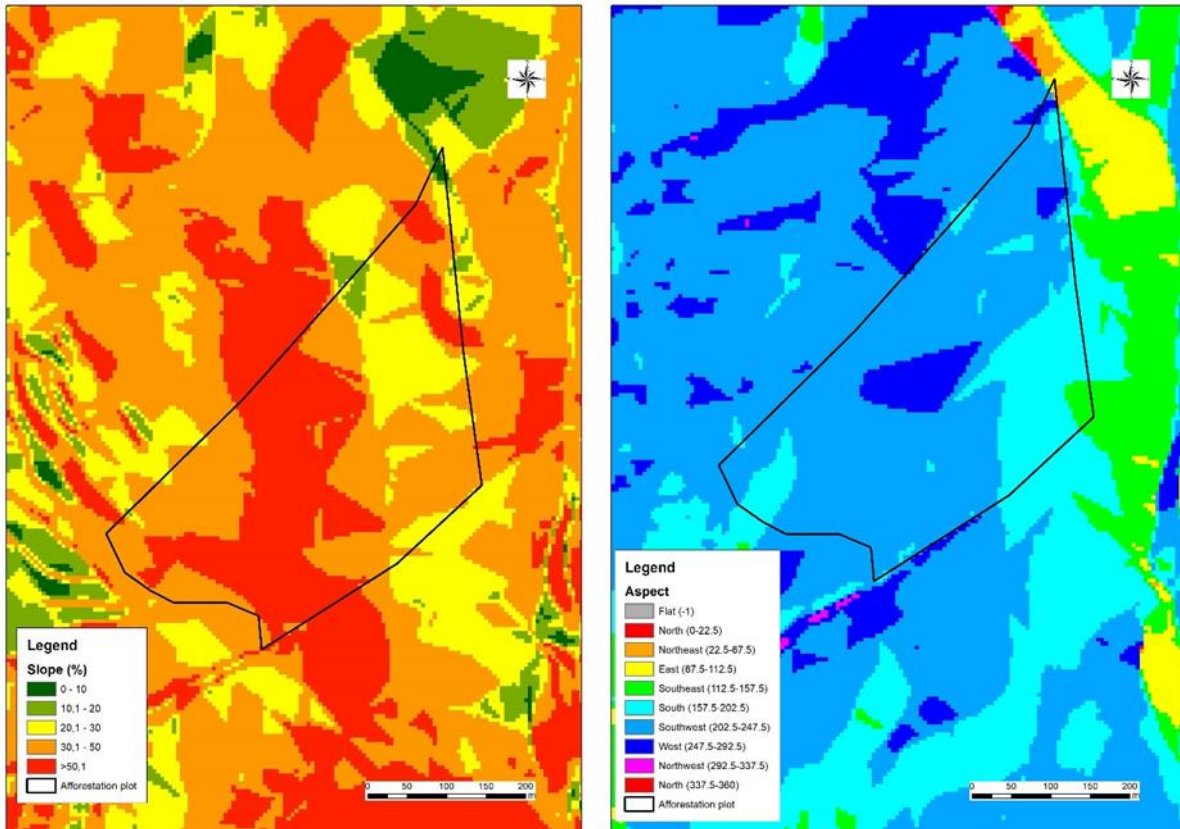 Legend
Slope (%)
0 - 10
10,1 - 20
20,1 - 30
30,1 - 50
>50,1
Afforestation plot
0 50 100 150 200
m
Legend
Aspect
Flat (-1)
North (0-22.5)
Northeast (22.5-67.5)
East (87.5-112.5)
Southeast (112.5-157.5)
South (157.5-202.5)
Southwest (202.5-247.5)
West (247.5-292.5)
Northwest (292.5-337.5)
North (337.5-360)
Afforestation plot
0 50 100 150 200
m